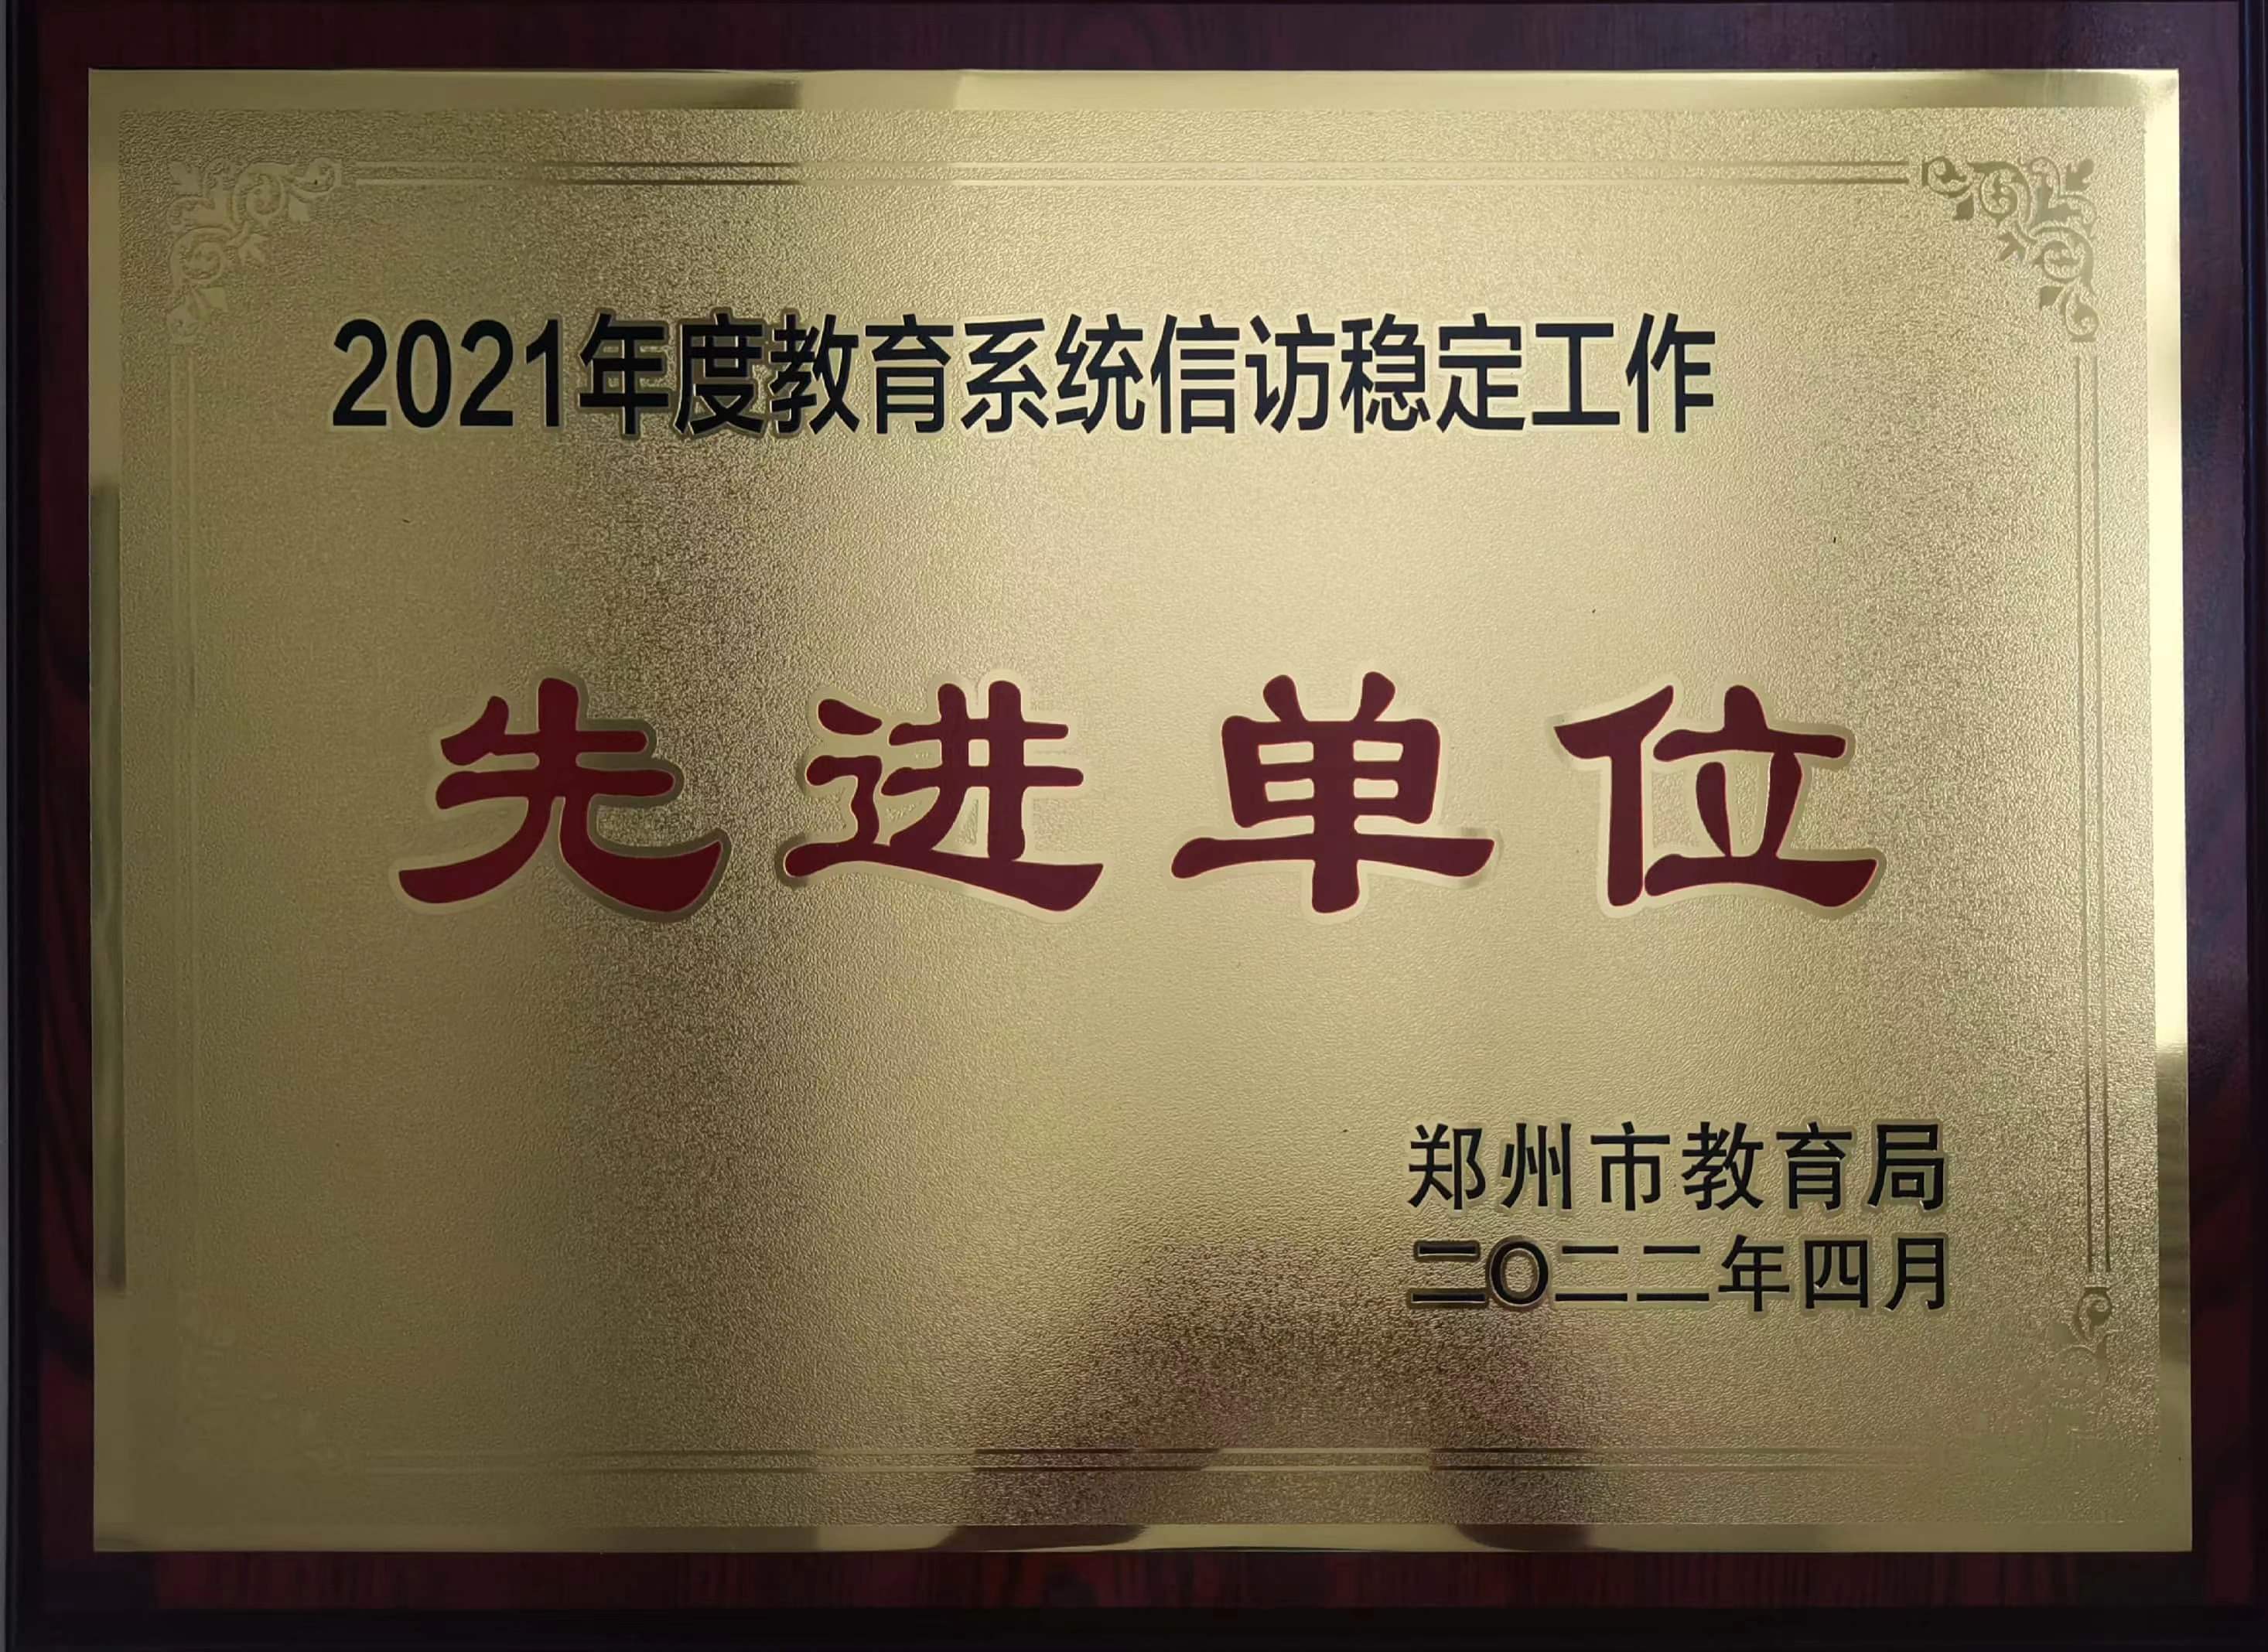 2021年度教育系统信访稳定工作
先进单位
郑州市教育局
二〇二二年四月